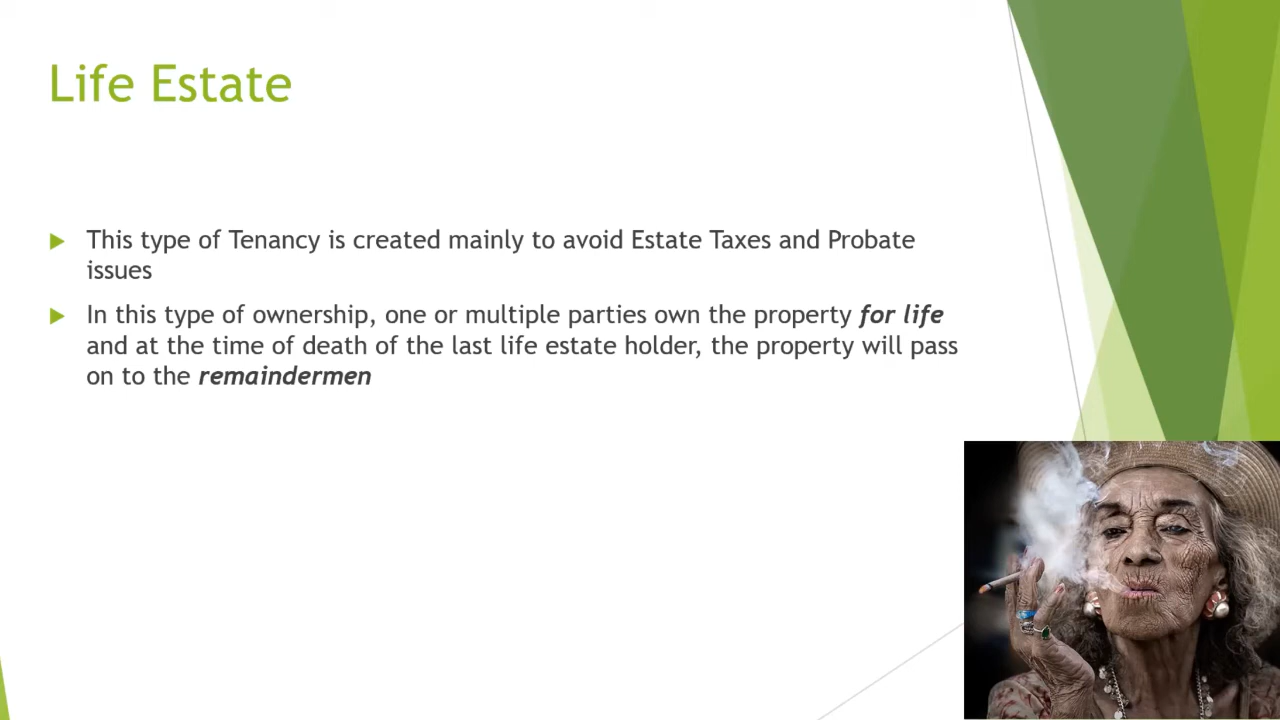 Life Estate
This type of Tenancy is created mainly to avoid Estate Taxes and Probate
issues
In this type of ownership, one or multiple parties own the property for life
and at the time of death of the last life estate holder, the property will pass
on to the remaindermen